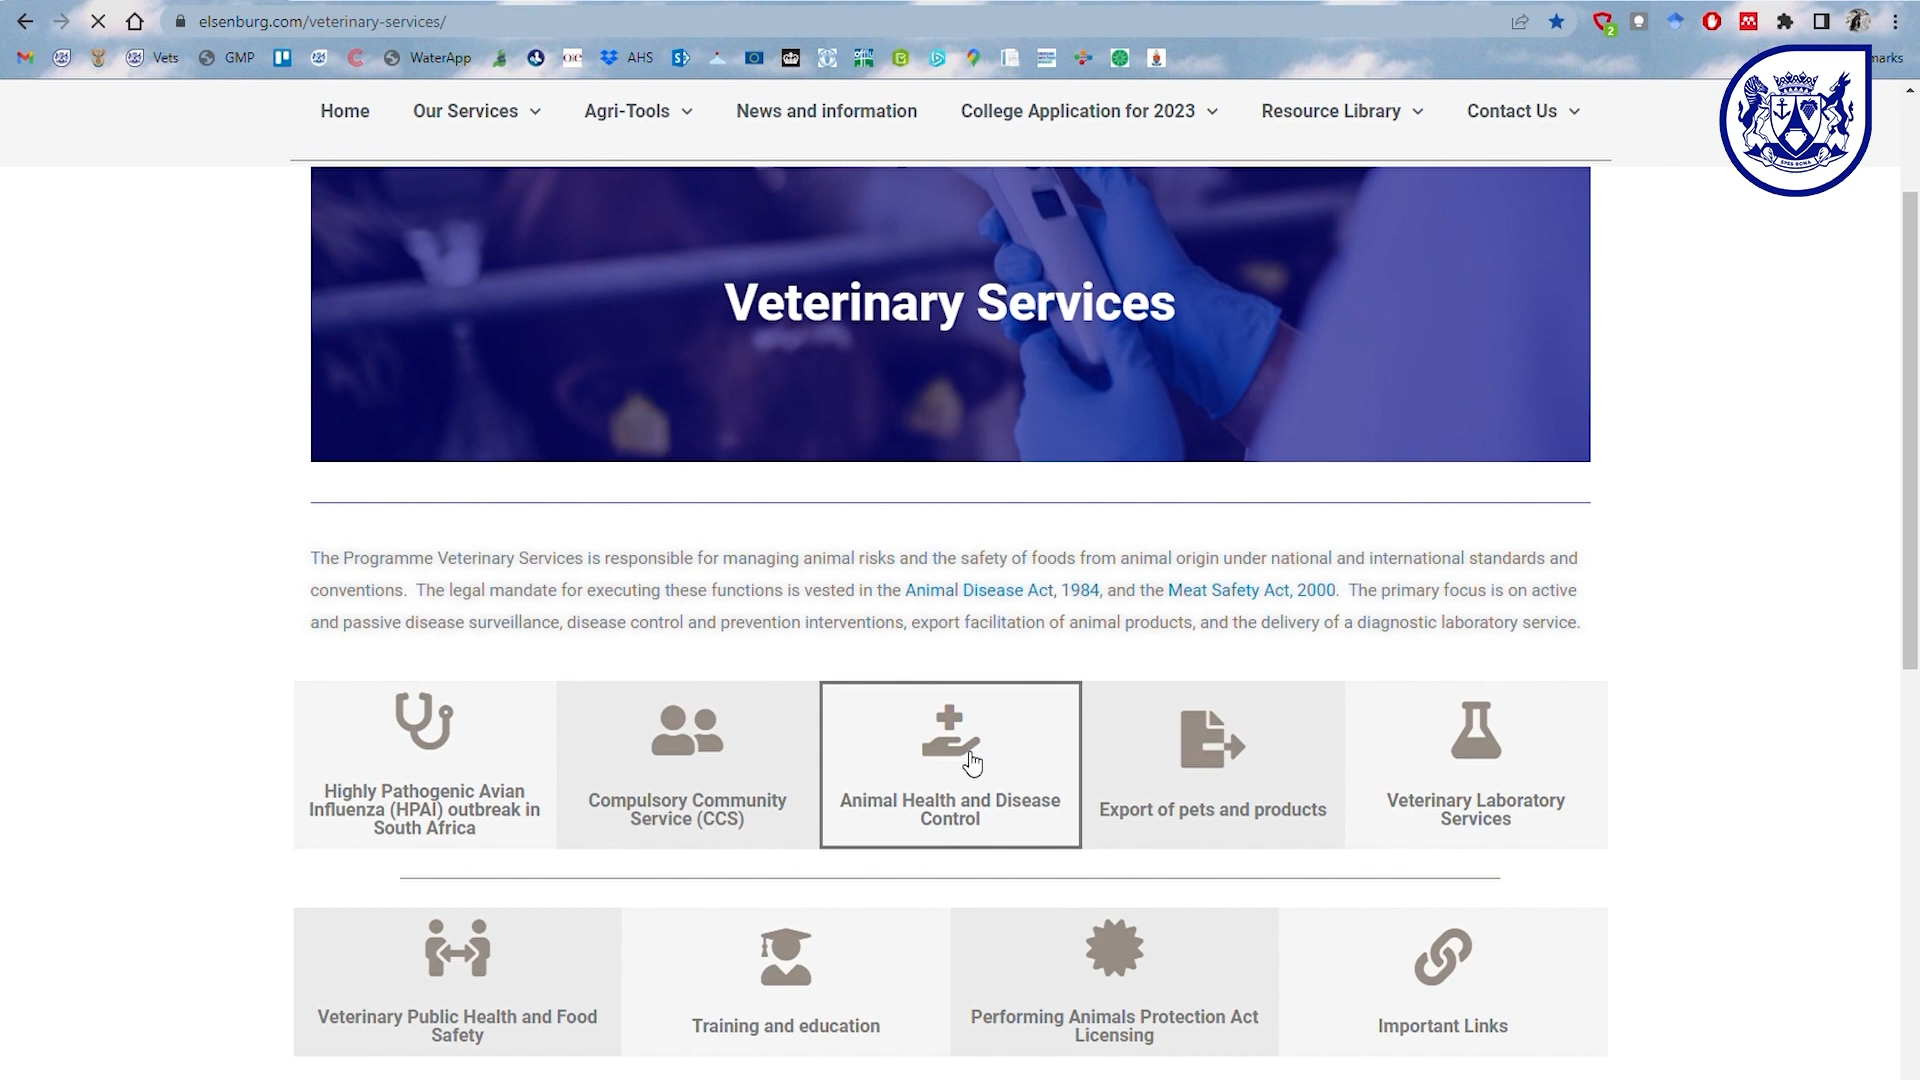 elsenburg.com/veterinary-services/
2
Vets
GMP
WaterApp
OIE
AHS
marks
Home
Our Services
Agri-Tools
News and information
College Application for 2023
Resource Library
Contact Us
SPES BONA
Veterinary Services
The Programme Veterinary Services is responsible for managing animal risks and the safety of foods from animal origin under national and international standards and
conventions. The legal mandate for executing these functions is vested in the Animal Disease Act, 1984, and the Meat Safety Act, 2000. The primary focus is on active
and passive disease surveillance, disease control and prevention interventions, export facilitation of animal products, and the delivery of a diagnostic laboratory service.
Highly Pathogenic Avian
Influenza (HPAI) outbreak in
South Africa
Compulsory Community
Service (CCS)
Animal Health and Disease
Control
Export of pets and products
Veterinary Laboratory
Services
Veterinary Public Health and Food
Safety
Training and education
Performing Animals Protection Act
Licensing
Important Links